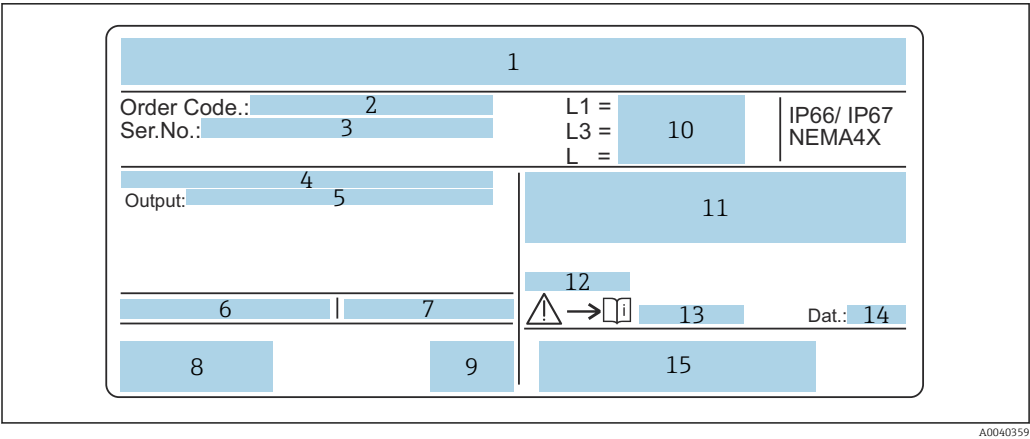 1
Order Code.: 2
Ser.No.: 3
L1 =
L3 =
L =
10
IP66/ IP67
NEMA4X
4
Output: 5
11
12
6 7
i 13 Dat.: 14
8 9 15
A0040359